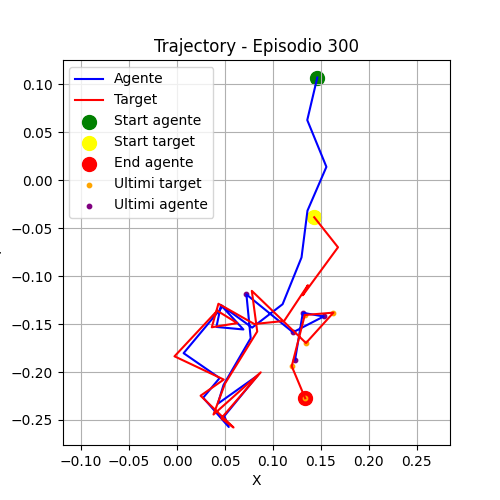 Trajectory - Episodio 300
Agente
Target
Start agente
Start target
End agente
Ultimi target
Ultimi agente
0.10
0.05
0.00
−0.05
−0.10
−0.15
−0.20
−0.25
−0.10 −0.05 0.00 0.05 0.10 0.15 0.20 0.25
X